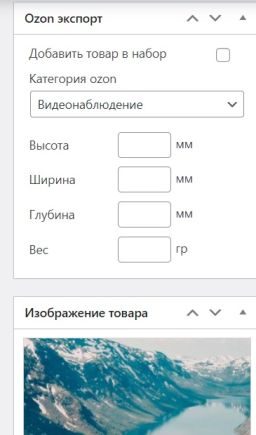 Ozon экспорт
Добавить товар в набор
Категория ozon
Видеонаблюдение
Высота мм
Ширина мм
Глубина мм
Вес гр
Изображение товара